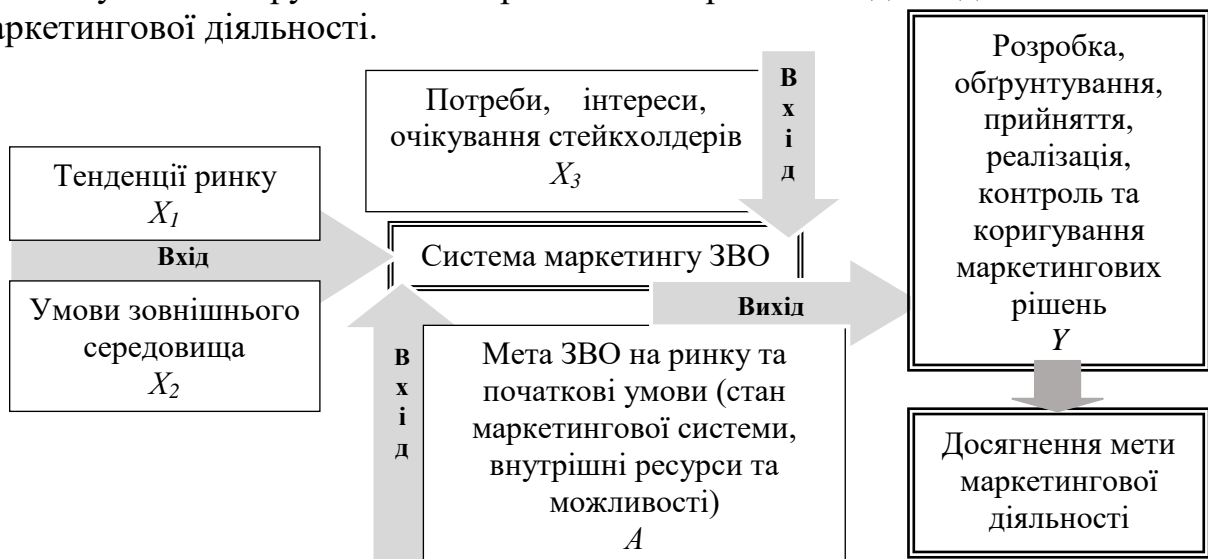 аркетингової діяльності.
Потреби, інтереси,
очікування стейкхолдерів
X3
В
х
і
д
Розробка,
обґрунтування,
прийняття,
реалізація,
контроль та
коригування
маркетингових
рішень
Y
Тенденції ринку
X1
Вхід
Умови зовнішнього
середовища
X2
Система маркетингу ЗВО
Вихід
В
х
і
д
Мета ЗВО на ринку та
початкові умови (стан
маркетингової системи,
внутрішні ресурси та
можливості)
A
Досягнення мети
маркетингової
діяльності